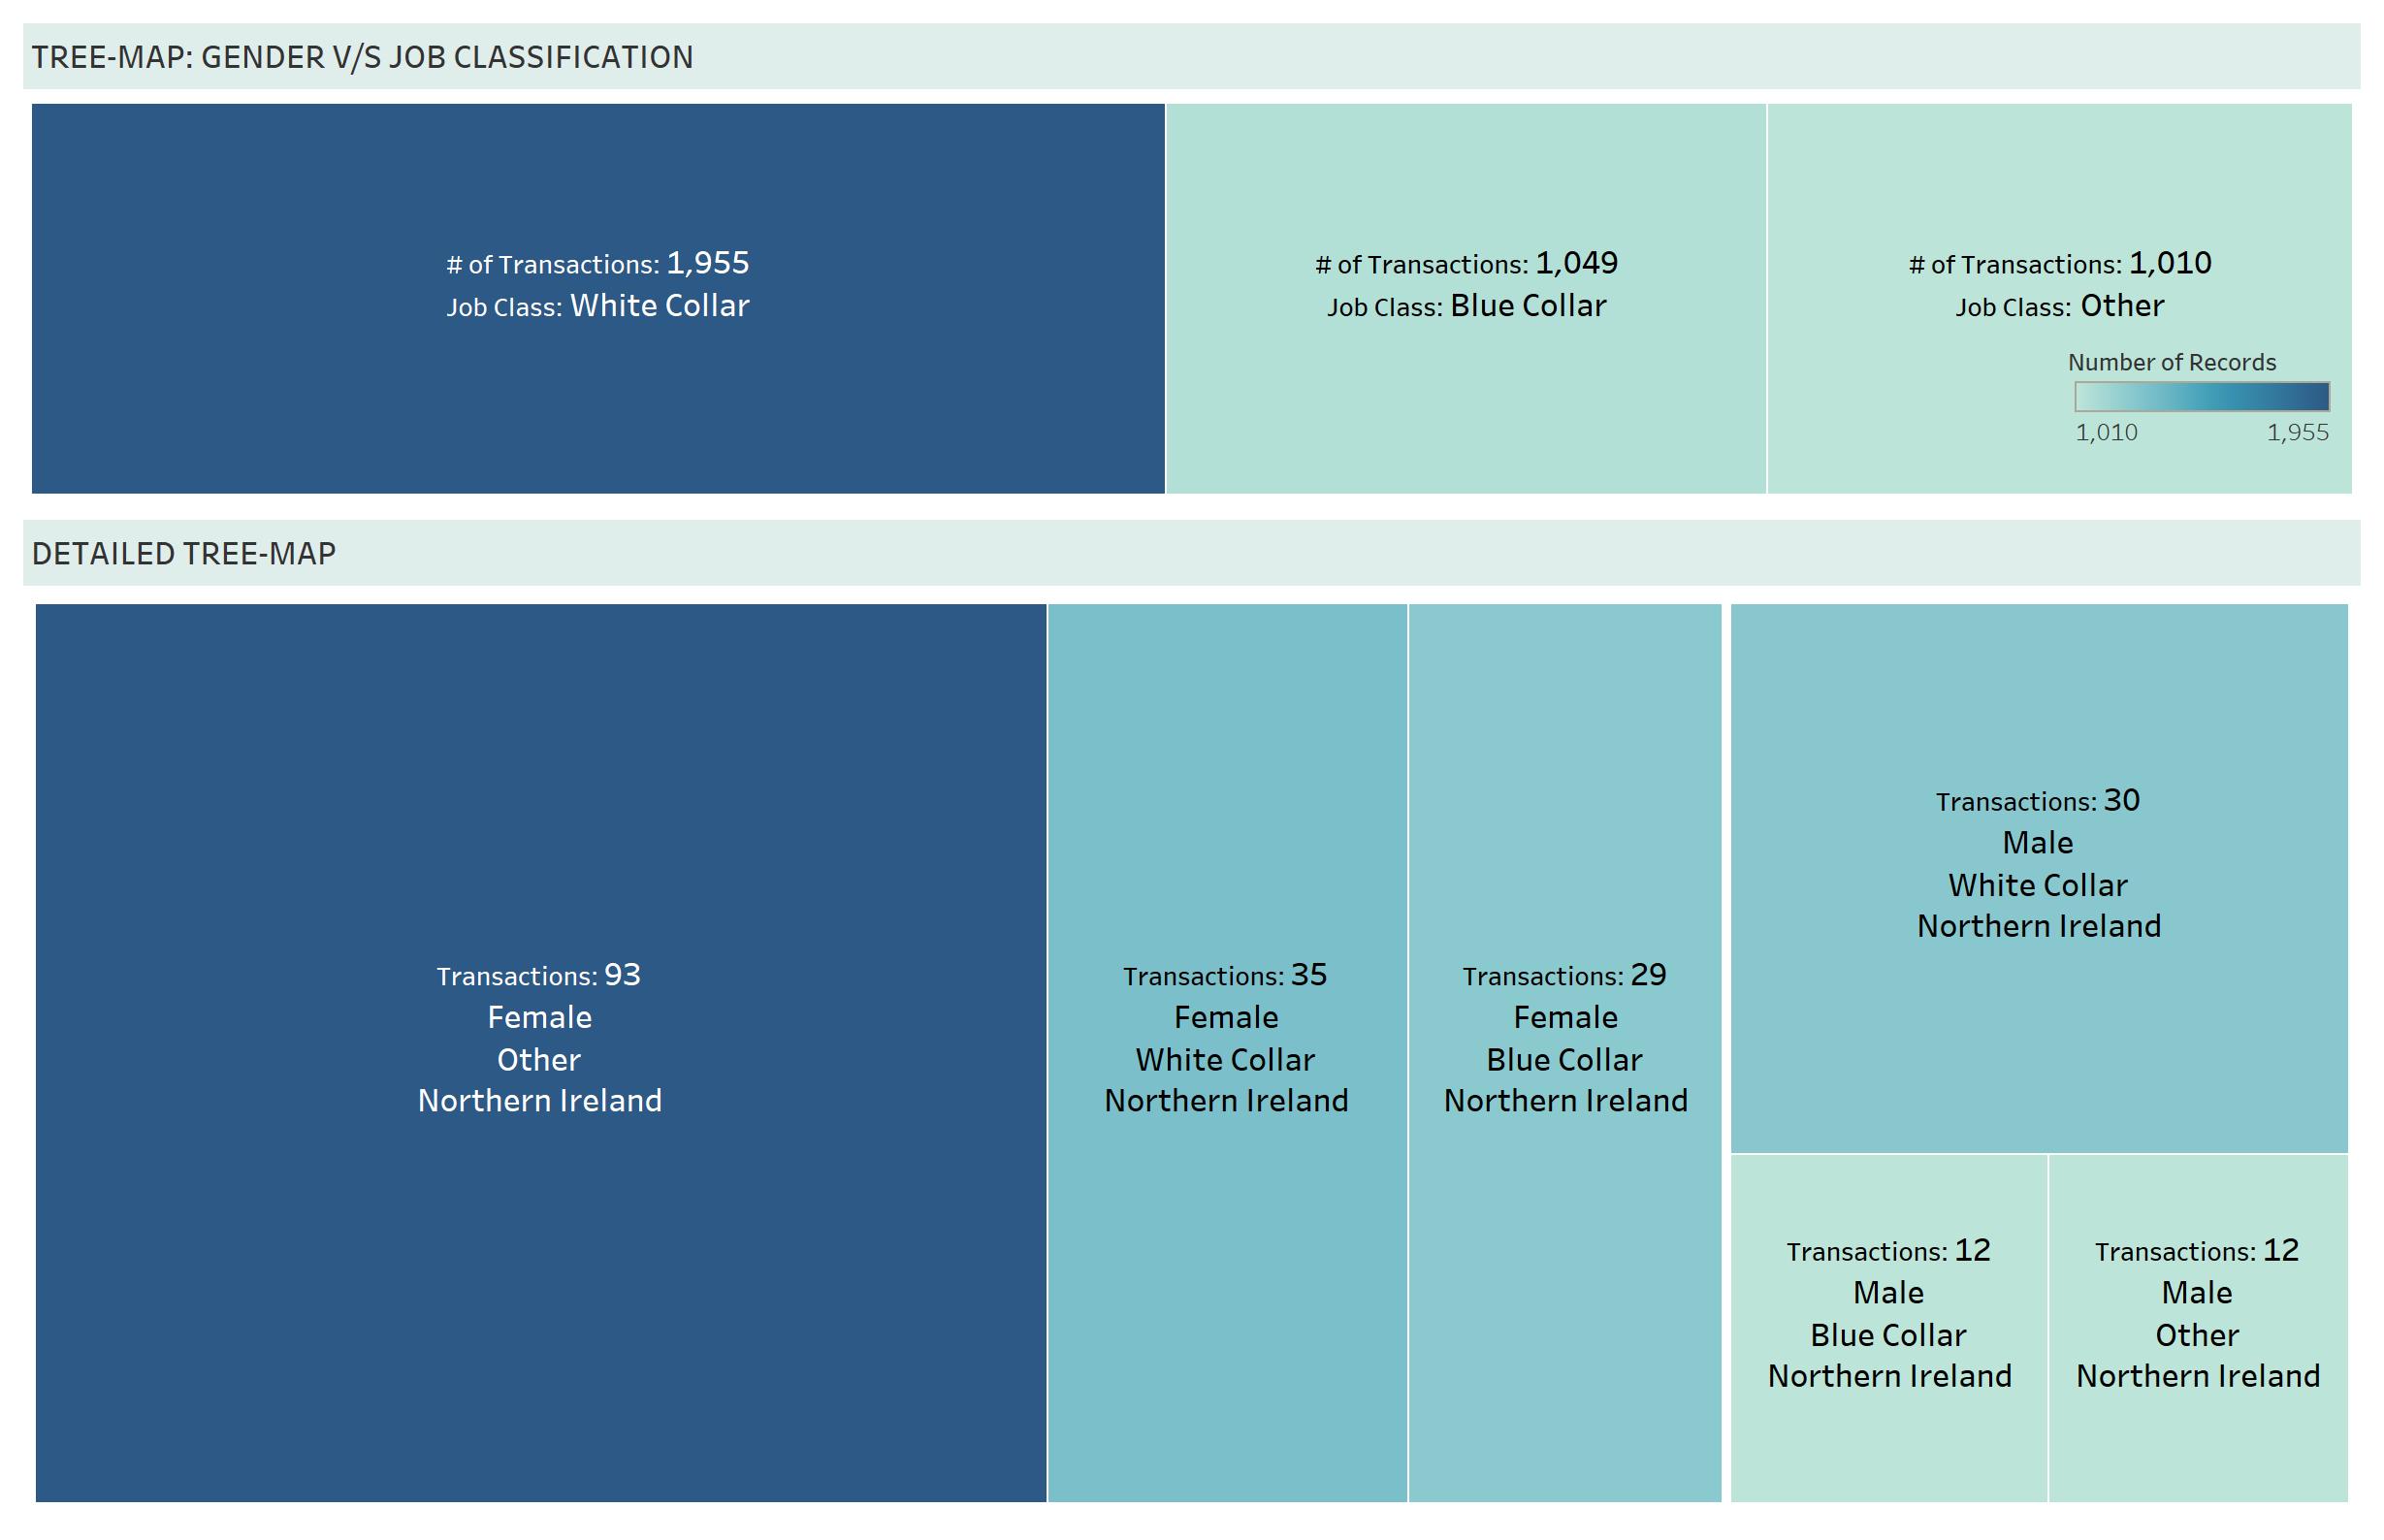 TREE-MAP: GENDER V/S JOB CLASSIFICATION
# of Transactions: 1,955
Job Class: White Collar
# of Transactions: 1,049
Job Class: Blue Collar
# of Transactions: 1,010
Job Class: Other
Number of Records
1,010 1,955
DETAILED TREE-MAP
Transactions: 93
Female
Other
Northern Ireland
Transactions: 35
Female
White Collar
Northern Ireland
Transactions: 29
Female
Blue Collar
Northern Ireland
Transactions: 30
Male
White Collar
Northern Ireland
Transactions: 12
Male
Blue Collar
Northern Ireland
Transactions: 12
Male
Other
Northern Ireland